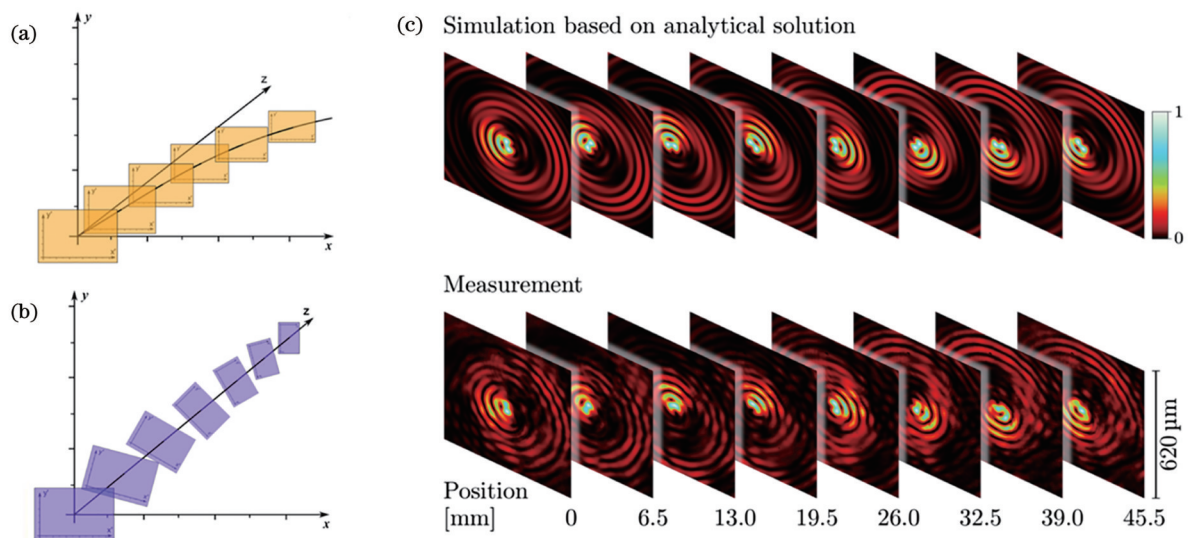 (a)
y
z
x
y'
x'
(b)
y
z
x
y'
x'
(c)
Simulation based on analytical solution
1
0
Measurement
620 μm
Position
[mm]
0 6.5 13.0 19.5 26.0 32.5 39.0 45.5